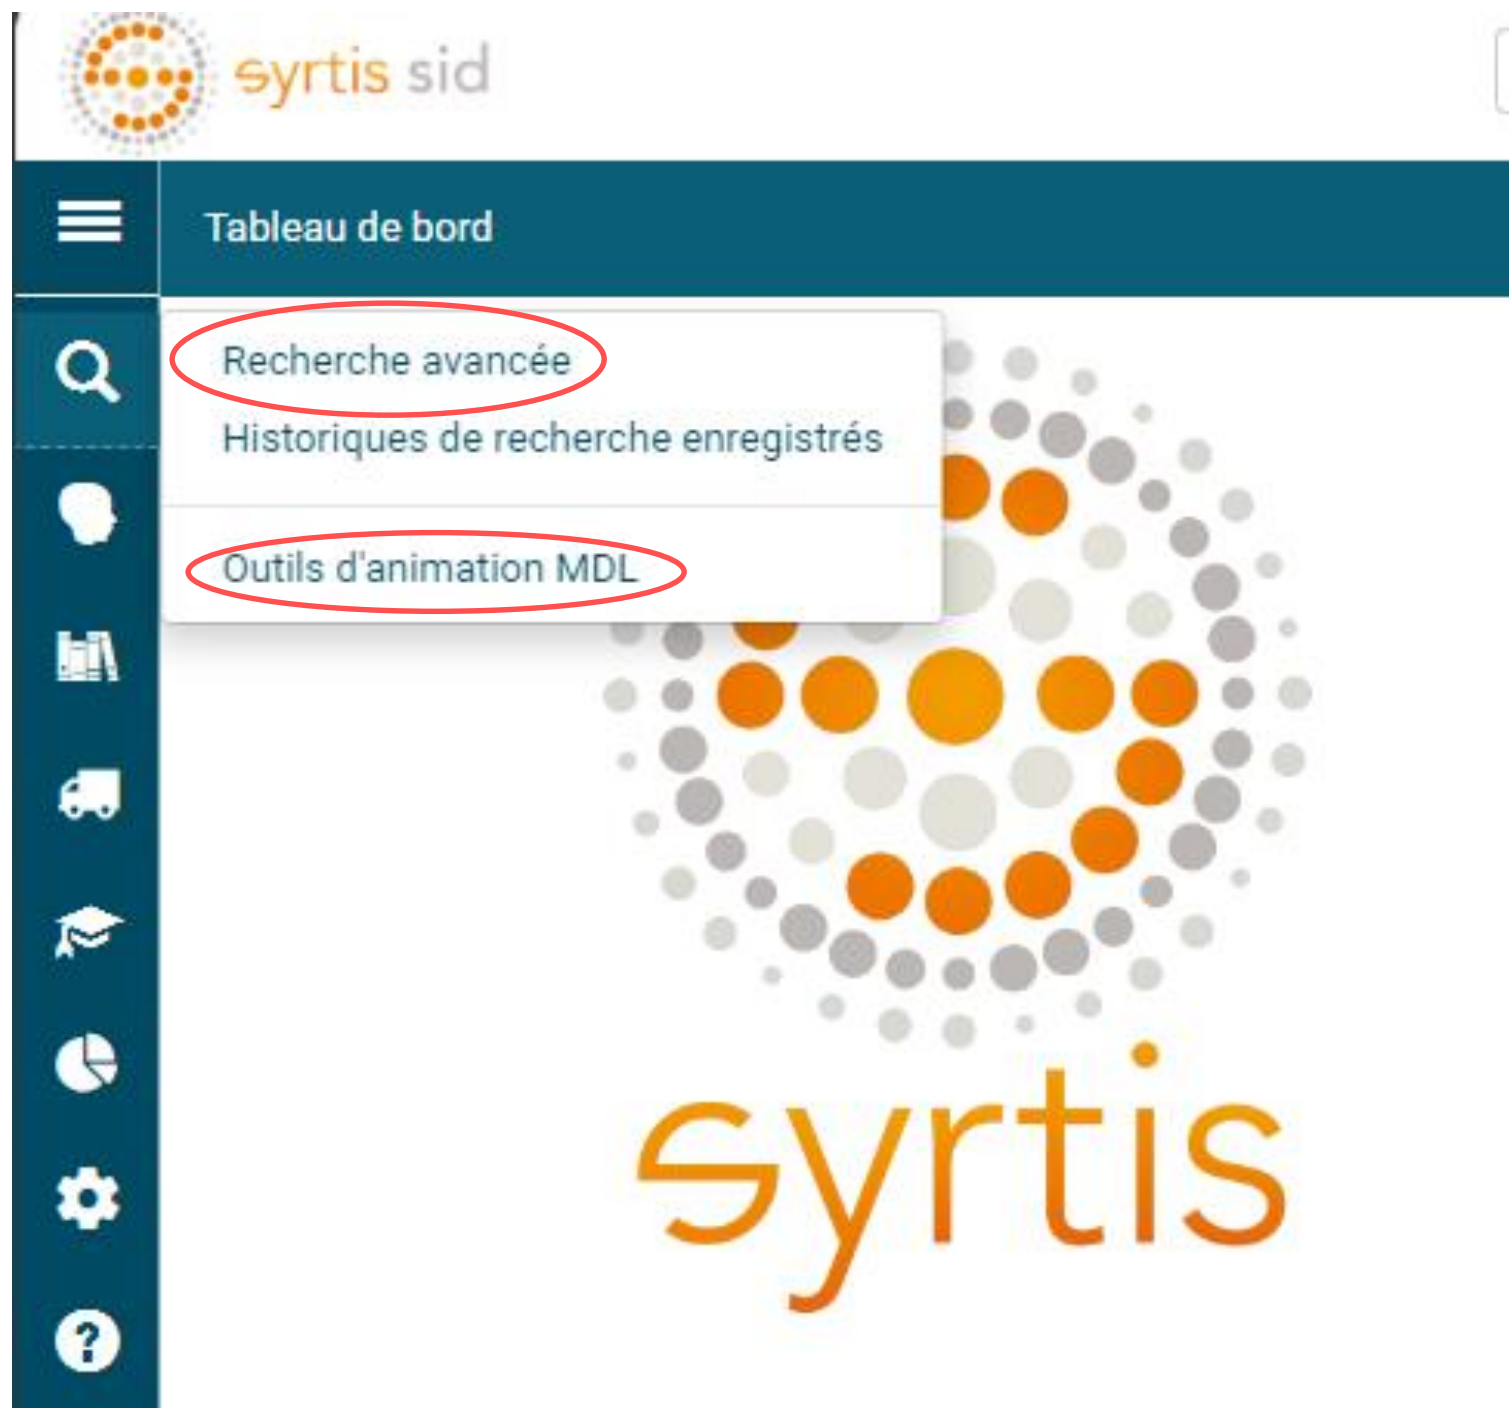 syrtis sid
Tableau de bord
Recherche avancée
Historiques de recherche enregistrés
Outils d'animation MDL
syrtis
?